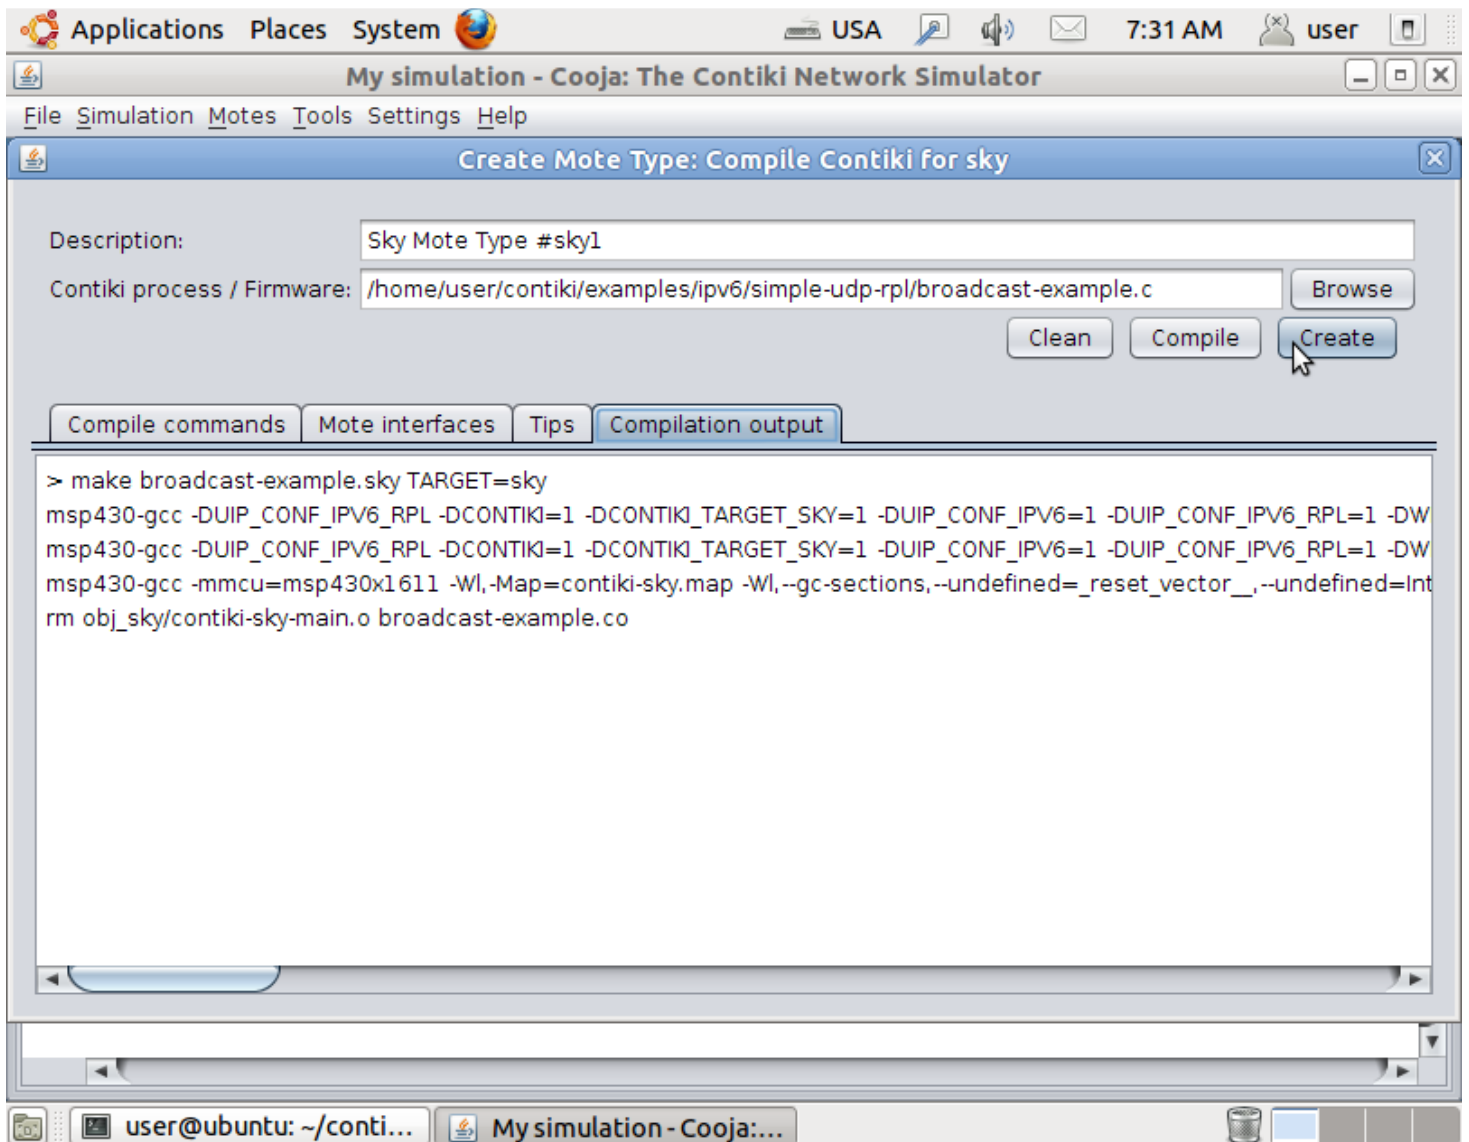 Applications Places System USA 7:31 AM user
My simulation - Cooja: The Contiki Network Simulator
File Simulation Motes Tools Settings Help
Create Mote Type: Compile Contiki for sky
Description: Sky Mote Type #sky1
Contiki process / Firmware: /home/user/contiki/examples/ipv6/simple-udp-rpl/broadcast-example.c Browse
Clean Compile Create
Compile commands Mote interfaces Tips Compilation output
> make broadcast-example.sky TARGET=sky
msp430-gcc -DUIP_CONF_IPV6_RPL -DCONTIKI=1 -DCONTIKI_TARGET_SKY=1 -DUIP_CONF_IPV6=1 -DUIP_CONF_IPV6_RPL=1 -DW
msp430-gcc -DUIP_CONF_IPV6_RPL -DCONTIKI=1 -DCONTIKI_TARGET_SKY=1 -DUIP_CONF_IPV6=1 -DUIP_CONF_IPV6_RPL=1 -DW
msp430-gcc -mmcu=msp430x1611 -Wl,-Map=contiki-sky.map -Wl,--gc-sections,--undefined=_reset_vector__,--undefined=Int
rm obj_sky/contiki-sky-main.o broadcast-example.co
user@ubuntu: ~/conti... My simulation - Cooja:...